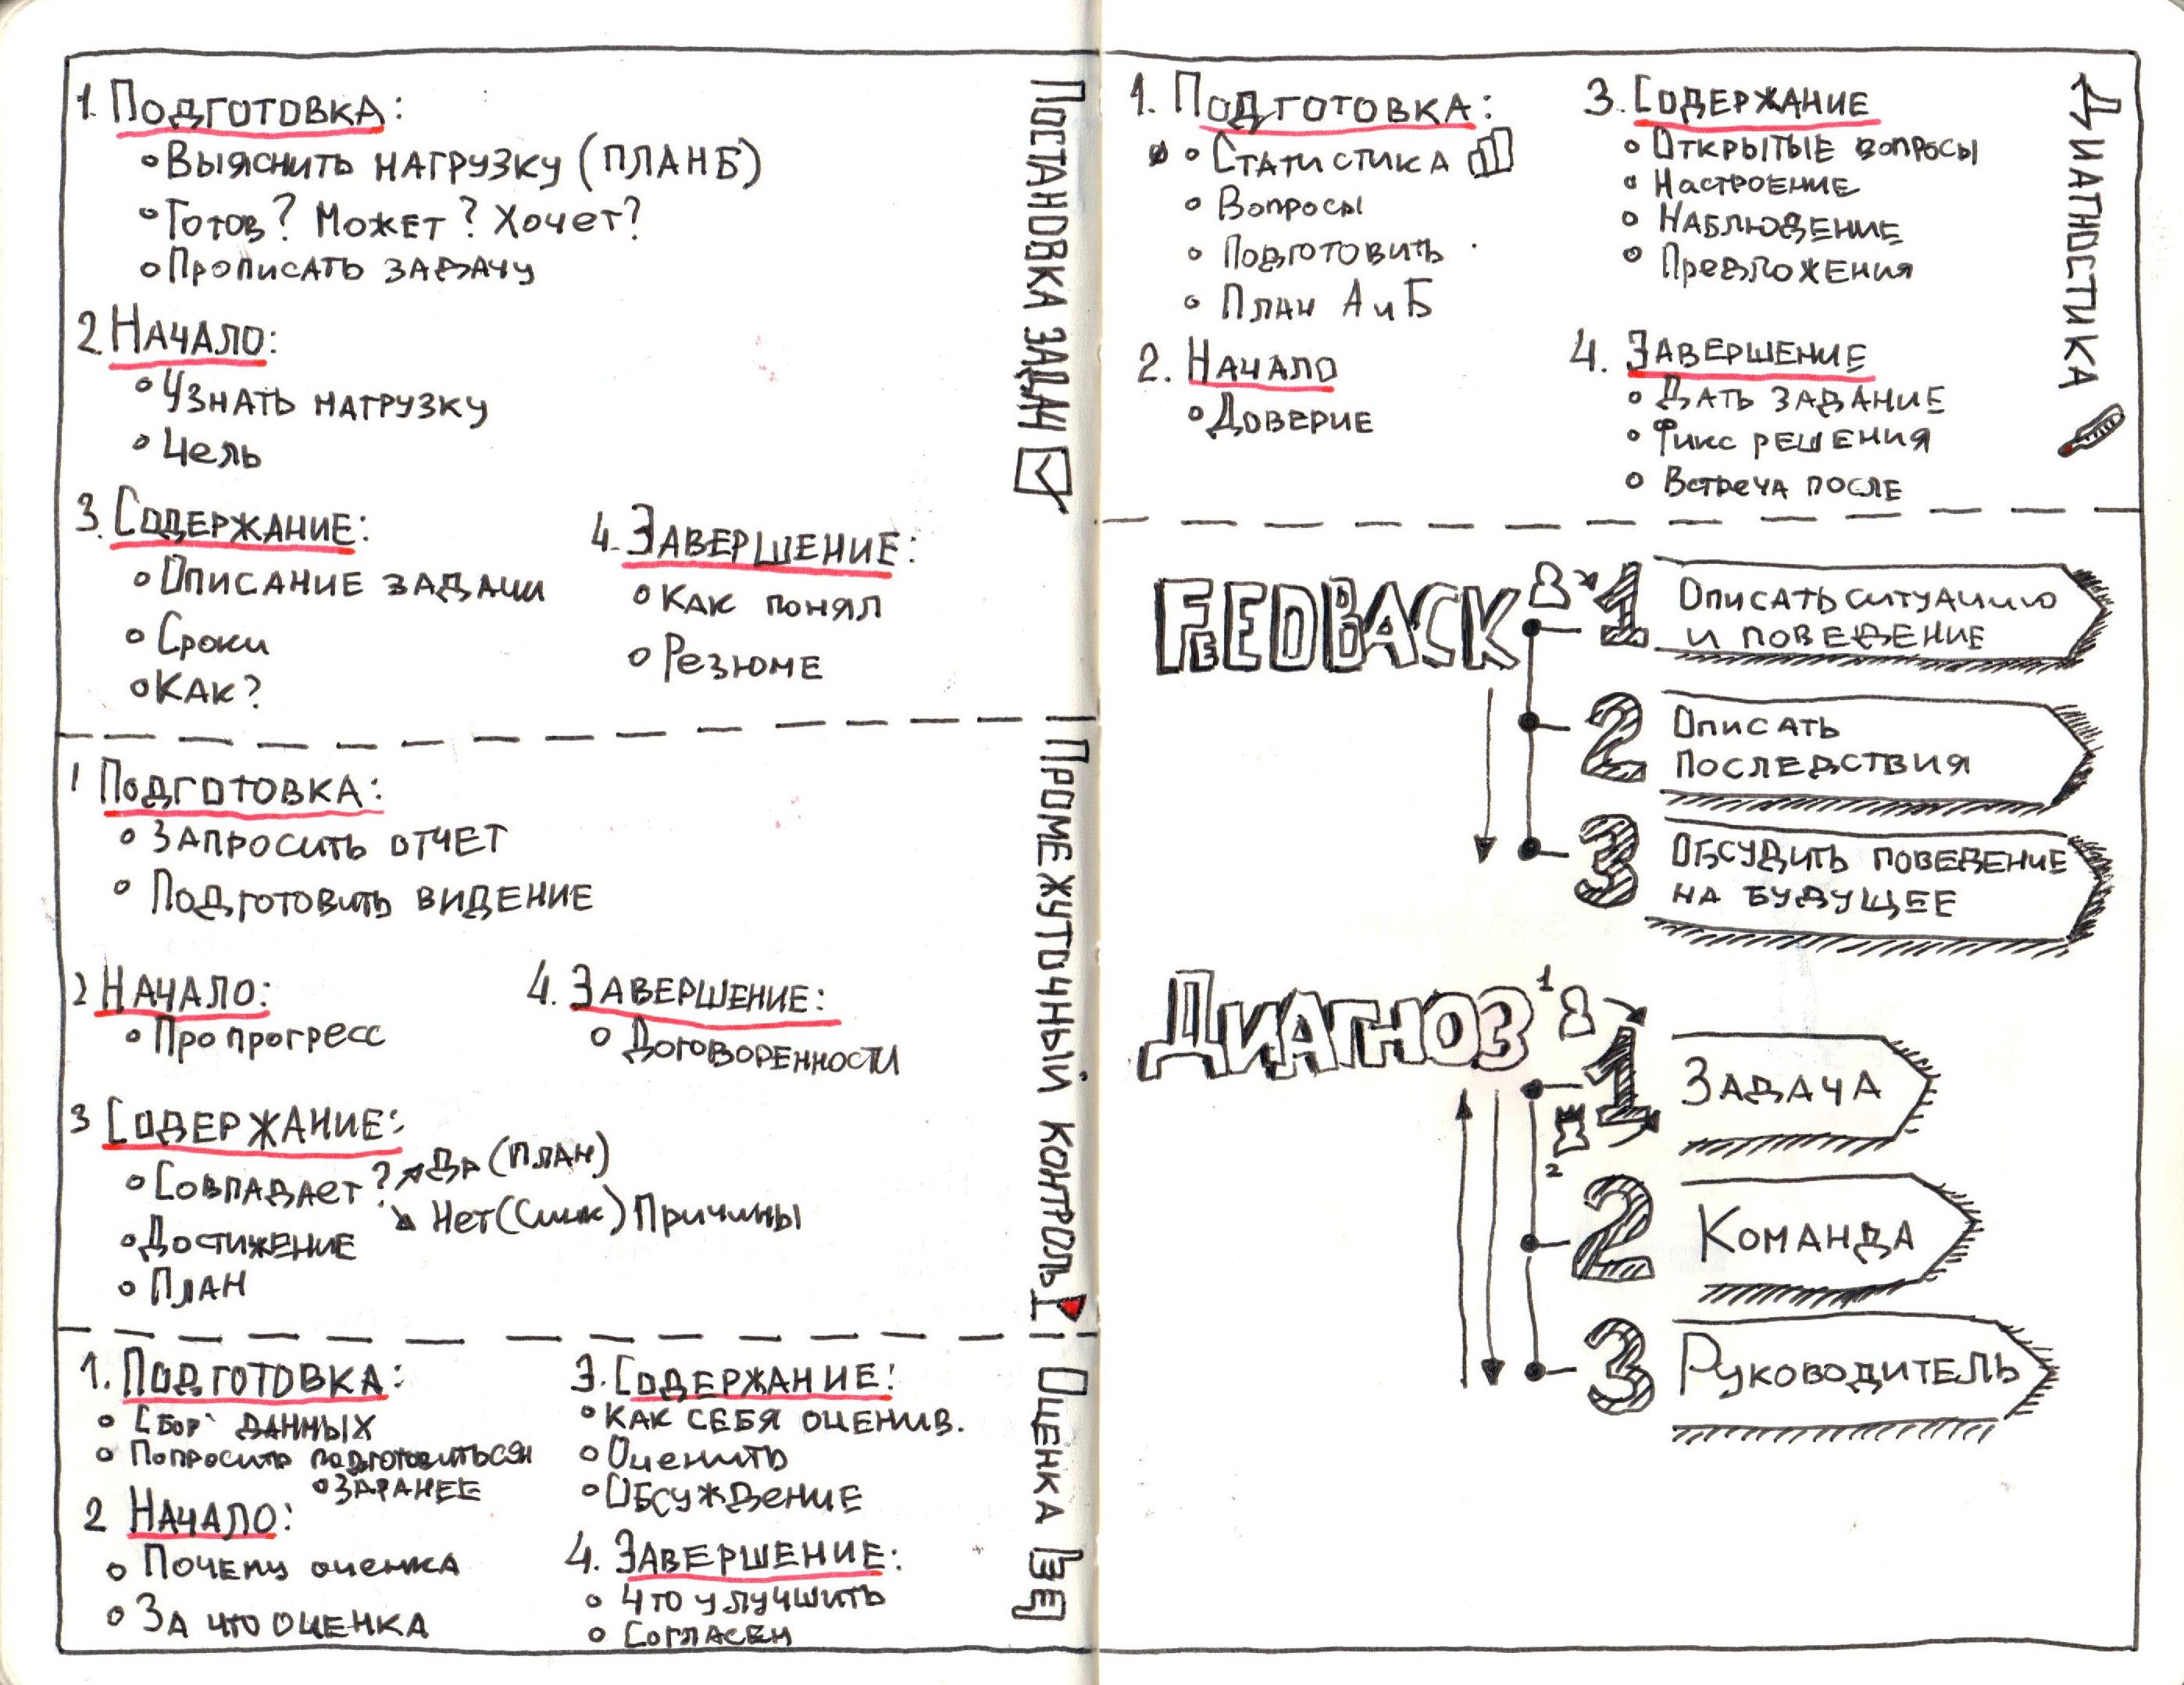 Постановка задач
1. Подготовка:
Выяснить нагрузку (план Б)
Готов? Может? Хочет?
Прописать задачу
2 Начало:
Узнать нагрузку
Цель
3. Содержание:
Описание задачи
Сроки
Как?
4. Завершение:
Как понял
Резюме
Промежуточный контроль
1 Подготовка:
Запросить отчет
Подготовить видение
2 Начало:
Про прогресс
3 Содержание:
Совпадает? Да (план)
Нет () Причины
Достижение
План
4. Завершение:
Договоренности
Оценка
1. Подготовка:
Сбор данных
Попросить подготовиться
заранее
2 Начало:
Почему оценка
За что оценка
3. Содержание:
Как себя оценив.
Оценить
Обсуждение
4. Завершение:
Что улучшить
Согласен
Диагностика
1. Подготовка:
Статистика
Вопросы
Подготовить
План А и Б
2. Начало
Доверие
3. Содержание
Открытые вопросы
Настроение
Наблюдение
Предложения
4. Завершение
Дать задание
Фикс решения
Встреча после
FEEDBACK
1 Описать ситуацию
и поведение
2 Описать
последствия
3 Обсудить поведение
на будущее
Диагноз
1
2
1 Задача
2 Команда
3 Руководитель